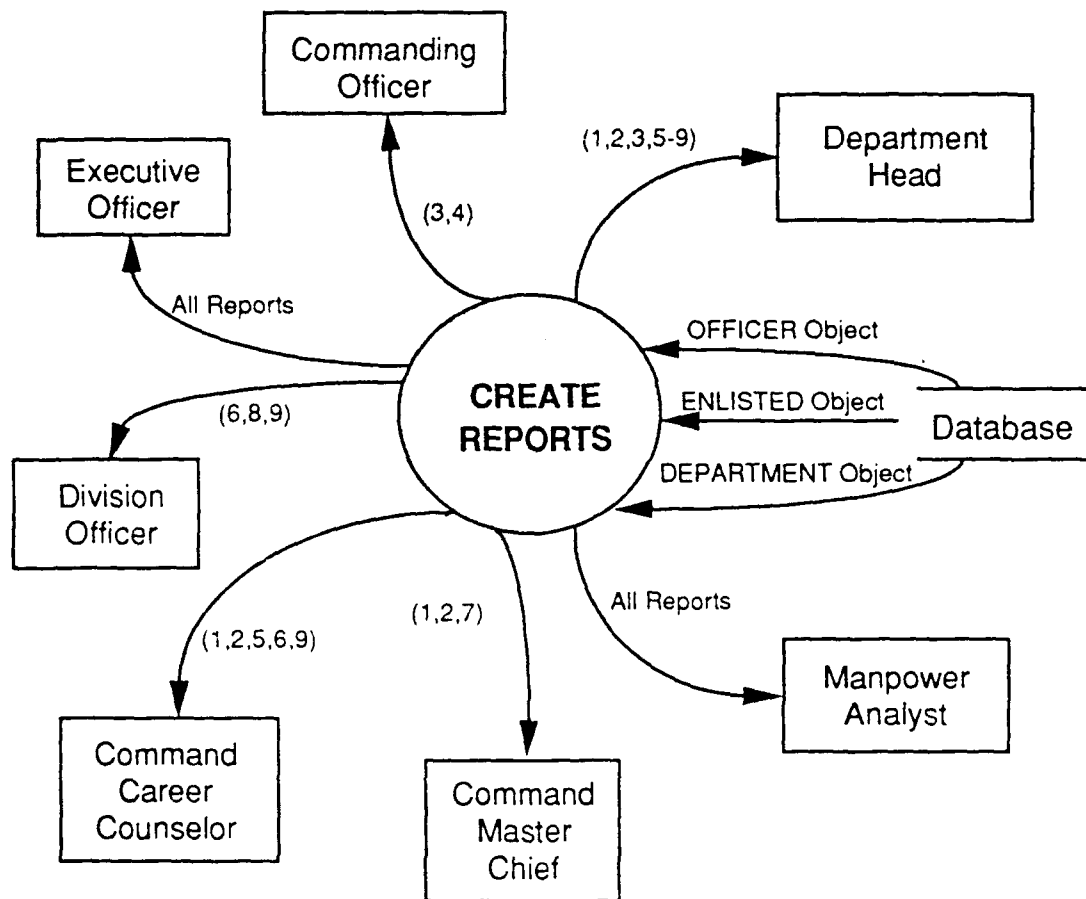 Commanding
Officer
(1,2,3,5-9)
Department
Head
Executive
Officer
(3,4)
All Reports
OFFICER Object
CREATE
REPORTS
ENLISTED Object
Database
(6,8,9)
DEPARTMENT Object
Division
Officer
(1,2,5,6,9)
(1,2,7)
All Reports
Manpower
Analyst
Command
Career
Counselor
Command
Master
Chief